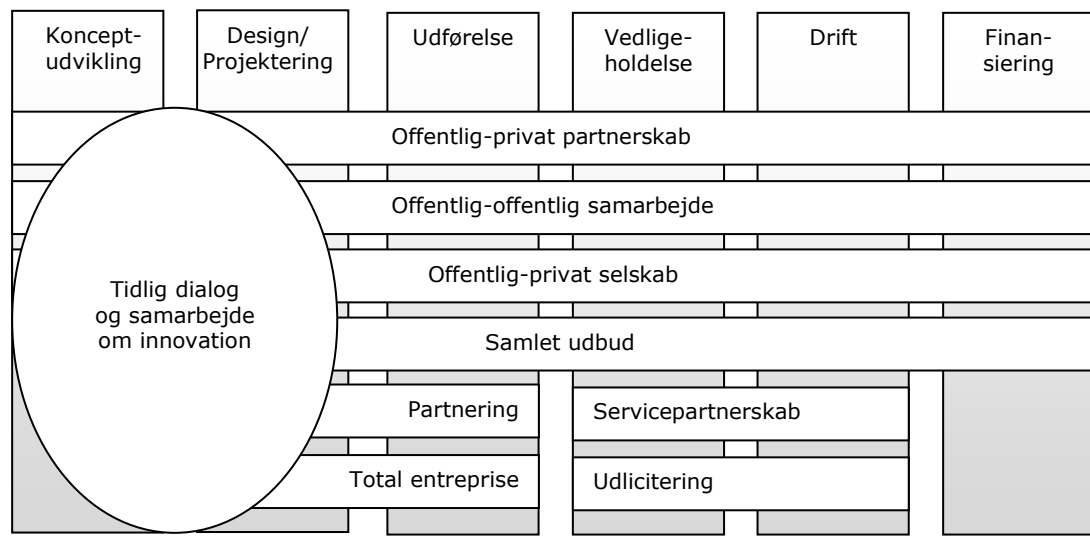 Koncept-
udvikling
Design/
Projektering
Udførelse
Vedlige-
holdelse
Drift
Finan-
siering
Offentlig-privat partnerskab
Offentlig-offentlig samarbejde
Offentlig-privat selskab
Tidlig dialog
og samarbejde
om innovation
Samlet udbud
Partnering
Servicepartnerskab
Total entreprise
Udlicitering